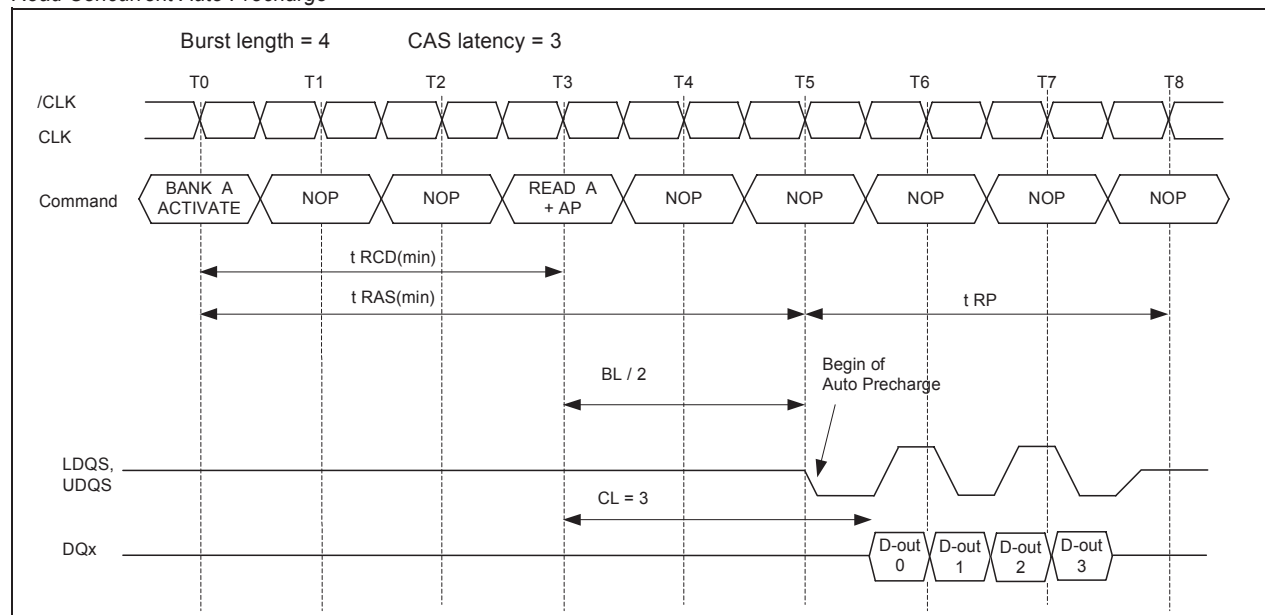 Read Concurrent Auto Precharge
Burst length = 4 CAS latency = 3
T0 T1 T2 T3 T4 T5 T6 T7 T8
/CLK
CLK
Command
BANK A
ACTIVATE
NOP
NOP
READ A
+ AP
NOP
NOP
NOP
NOP
NOP
t RCD(min)
t RAS(min)
t RP
BL / 2
Begin of
Auto Precharge
LDQS,
UDQS
CL = 3
DQx
D-out
0
D-out
1
D-out
2
D-out
3